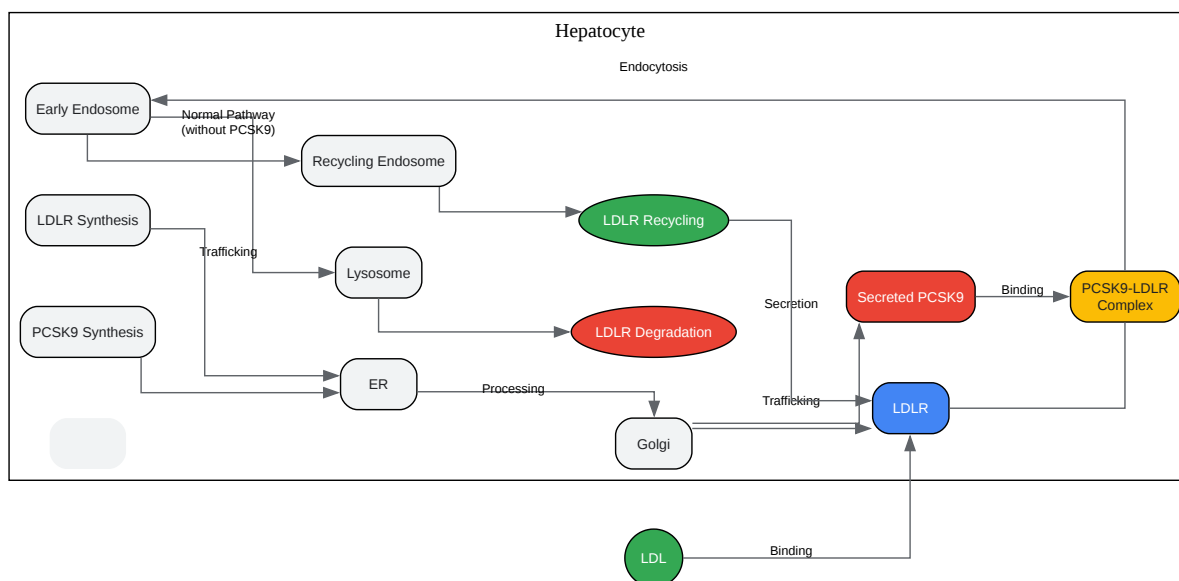 Hepatocyte
Endocytosis
Early Endosome
Normal Pathway
(without PCSK9)
Recycling Endosome
LDLR Synthesis
LDLR Recycling
Trafficking
Lysosome
Secreted PCSK9
Binding
PCSK9-LDLR
Complex
Secretion
PCSK9 Synthesis
LDLR Degradation
ER
Processing
Trafficking
LDLR
Golgi
LDL
Binding